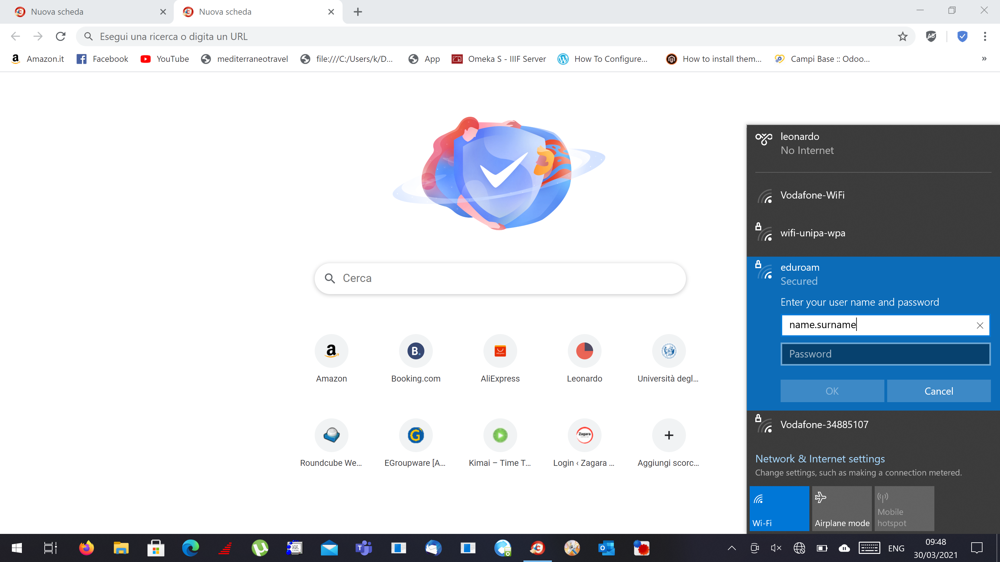 Nuova scheda
Nuova scheda
Esegui una ricerca o digita un URL
AB
Amazon.it
Facebook
YouTube
mediterraneotravel
file:///C:/Users/k/D...
App
Omeka S - IIIF Server
How To Configure...
How to install them...
Campi Base :: Odoo...
»
leonardo
No Internet
Vodafone-WiFi
wifi-unipa-wpa
eduroam
Secured
Enter your user name and password
name.surname
Password
OK
Cancel
Vodafone-34885107
Network & Internet settings
Change settings, such as making a connection metered.
Wi-Fi
Airplane mode
Mobile
hotspot
Cerca
Amazon
B.
Booking.com
AliExpress
AliExpress
Leonardo
Università degl...
Roundcube We...
G
EGroupware [A...
Kimai – Time T...
Zagara
Login ‹ Zagara ...
Aggiungi scorc...
ENG
09:48
30/03/2021